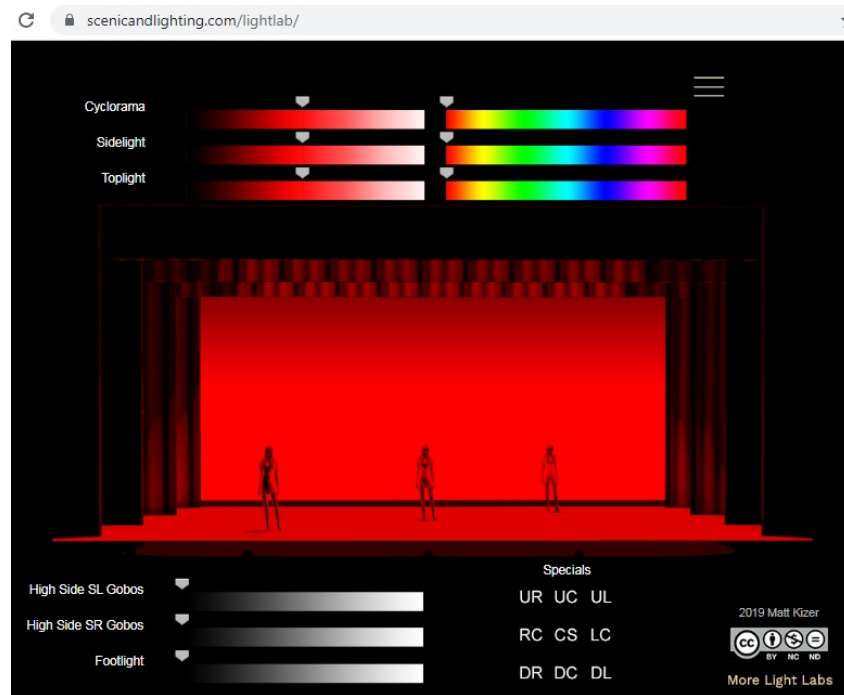 scenicandlighting.com/lightlab/
Cyclorama
Sidelight
Toplight
High Side SL Gobos
High Side SR Gobos
Footlight
Specials
UR UC UL
RC CS LC
DR DC DL
2019 Matt Kizer
cc
BY NC ND
More Light Labs